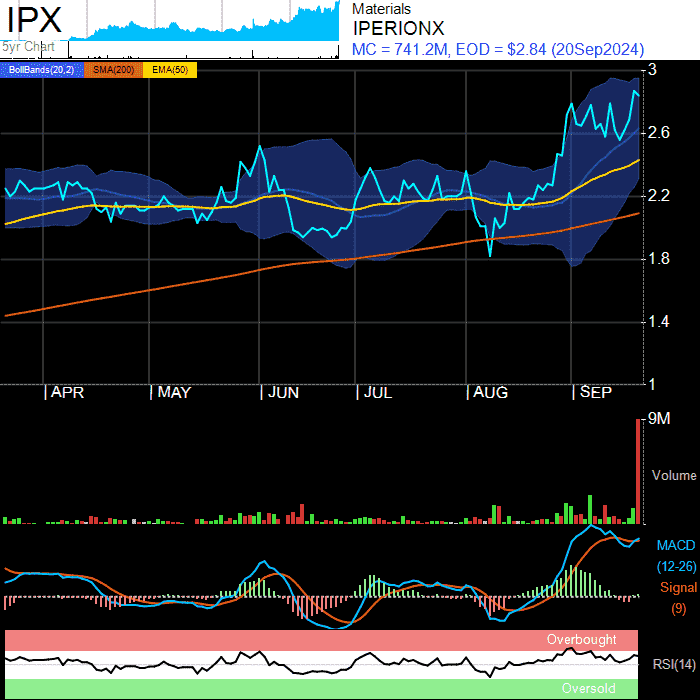 IPX
5yr Chart
Materials
IPERIONX
MC = 741.2M, EOD = $2.84 (20Sep2024)
BollBands(20,2) SMA(200) EMA(50)
3
2.6
2.2
1.8
1.4
1
APR MAY JUN JUL AUG SEP
9M
Volume
MACD
(12-26)
Signal
(9)
Overbought
RSI(14)
Oversold